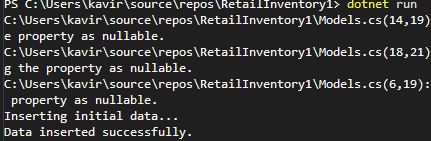 PS C:\Users\kavir\source\repos\RetailInventory1> dotnet run
C:\Users\kavir\source\repos\RetailInventory1\Models.cs(14,19)
e property as nullable.
C:\Users\kavir\source\repos\RetailInventory1\Models.cs(18,21)
g the property as nullable.
C:\Users\kavir\source\repos\RetailInventory1\Models.cs(6,19):
property as nullable.
Inserting initial data...
Data inserted successfully.